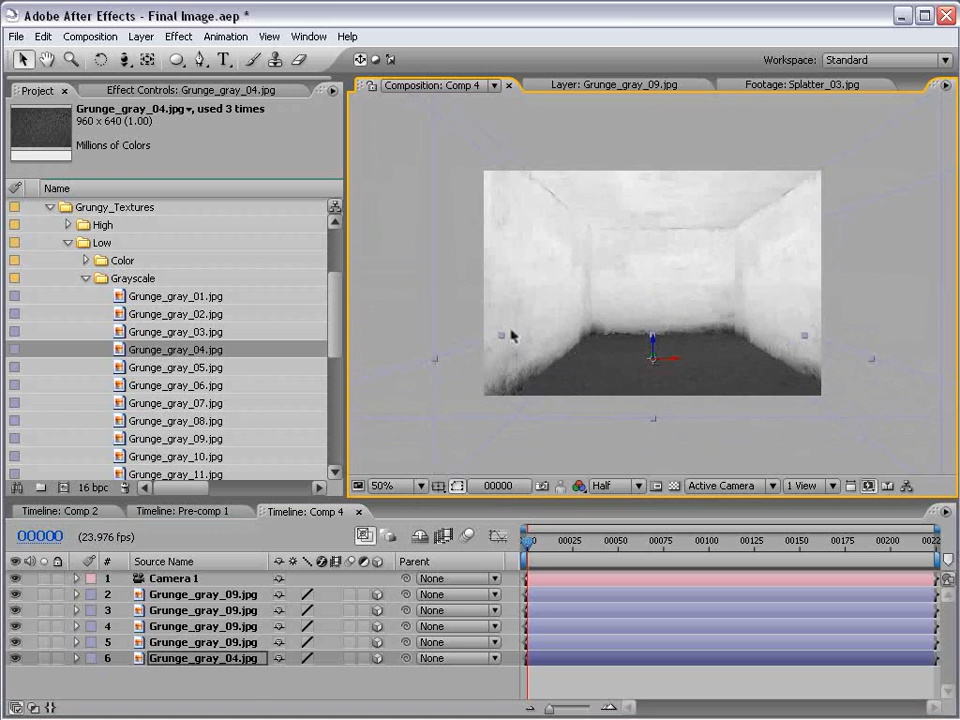 Adobe After Effects - Final Image.aep *
File Edit Composition Layer Effect Animation View Window Help
Workspace: Standard
Project × Effect Controls: Grunge_gray_04.jpg
Composition: Comp 4 × Layer: Grunge_gray_09.jpg Footage: Splatter_03.jpg
Grunge_gray_04.jpg, used 3 times
960 x 640 (1.00)
Millions of Colors
Name
Grungy_Textures
High
Low
Color
Grayscale
Grunge_gray_01.jpg
Grunge_gray_02.jpg
Grunge_gray_03.jpg
Grunge_gray_04.jpg
Grunge_gray_05.jpg
Grunge_gray_06.jpg
Grunge_gray_07.jpg
Grunge_gray_08.jpg
Grunge_gray_09.jpg
Grunge_gray_10.jpg
Grunge_gray_11.jpg
16 bpc
50% 00000 Half Active Camera 1 View
Timeline: Comp 2 Timeline: Pre-comp 1 Timeline: Comp 4 ×
00000 (23.976 fps)
00025 00050 00075 00100 00125 00150 00175 00200 0022
# Source Name Parent
1 Camera 1 None
2 Grunge_gray_09.jpg None
3 Grunge_gray_09.jpg None
4 Grunge_gray_09.jpg None
5 Grunge_gray_09.jpg None
6 Grunge_gray_04.jpg None